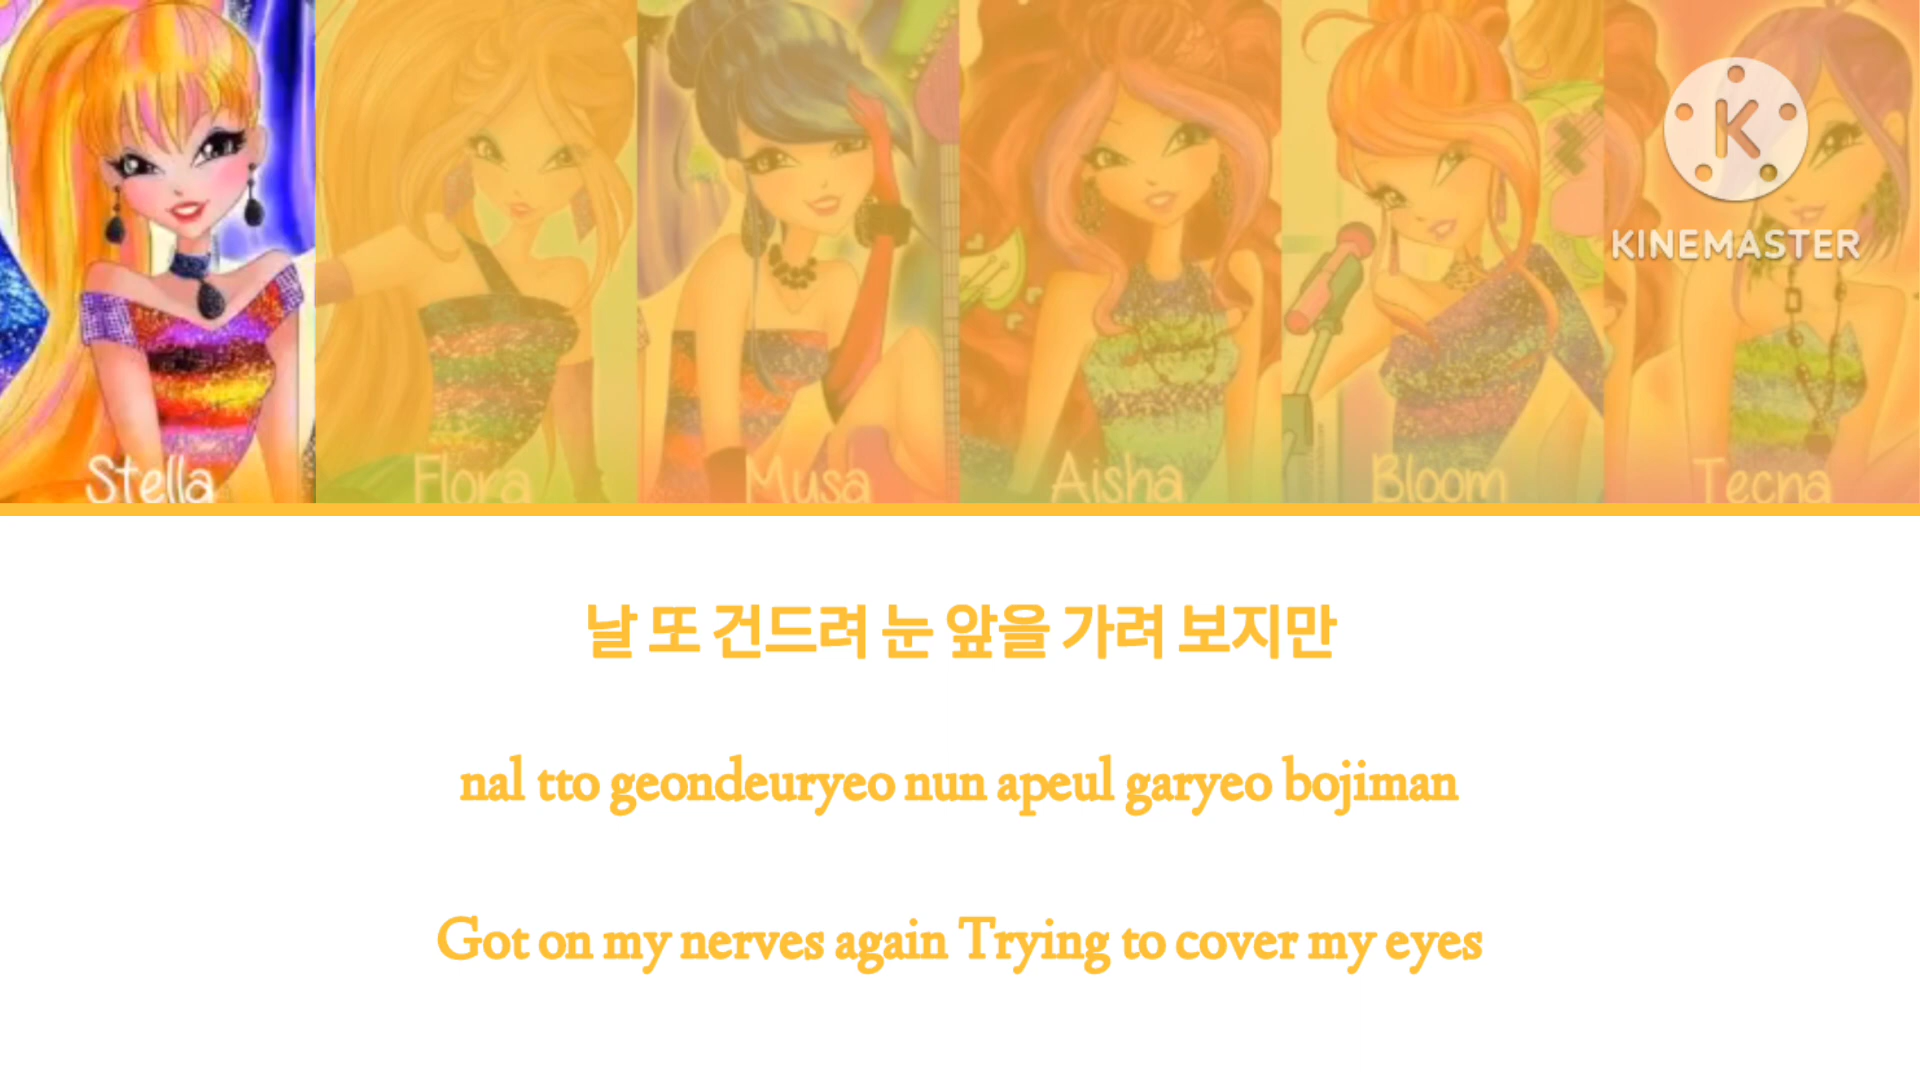 K
KINEMASTER
Stella Flora Musa Aisha Bloom Tecna
날 또 건드려 눈 앞을 가려 보지만
nal tto geondeuryeo nun apeul garyeo bojiman
Got on my nerves again Trying to cover my eyes